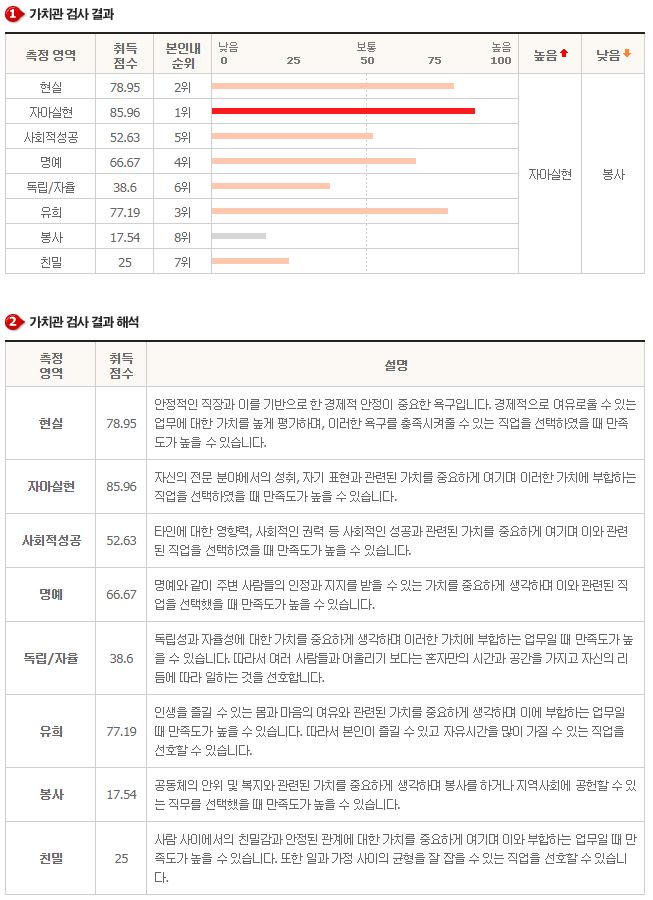 1 가치관 검사 결과
측정 영역 취득 점수 본인내 순위 낮음 보통 높음 높음 낮음
0 25 50 75 100
현실 78.95 2위
자아실현 85.96 1위
사회적성공 52.63 5위
명예 66.67 4위
독립/자율 38.6 6위
유희 77.19 3위
봉사 17.54 8위
친밀 25 7위
자아실현 봉사
2 가치관 검사 결과 해석
측정 영역 취득 점수 설명
현실 78.95
안정적인 직장과 이를 기반으로 한 경제적 안정이 중요한 욕구입니다. 경제적으로 여유로울 수 있는
업무에 대한 가치를 높게 평가하며, 이러한 욕구를 충족시켜줄 수 있는 직업을 선택하였을 때 만족
도가 높을 수 있습니다.
자아실현 85.96
자신의 전문 분야에서의 성취, 자기 표현과 관련된 가치를 중요하게 여기며 이러한 가치에 부합하는
직업을 선택하였을 때 만족도가 높을 수 있습니다.
사회적성공 52.63
타인에 대한 영향력, 사회적인 권력 등 사회적인 성공과 관련된 가치를 중요하게 여기며 이와 관련
된 직업을 선택하였을 때 만족도가 높을 수 있습니다.
명예 66.67
명예와 같이 주변 사람들의 인정과 지지를 받을 수 있는 가치를 중요하게 생각하며 이와 관련된 직
업을 선택했을 때 만족도가 높을 수 있습니다.
독립/자율 38.6
독립성과 자율성에 대한 가치를 중요하게 생각하며 이러한 가치에 부합하는 업무일 때 만족도가 높
을 수 있습니다. 따라서 여러 사람들과 어울리기 보다는 혼자만의 시간과 공간을 가지고 자신의 리
듬에 따라 일하는 것을 선호합니다.
유희 77.19
인생을 즐길 수 있는 몸과 마음의 여유와 관련된 가치를 중요하게 생각하며 이에 부합하는 업무일
때 만족도가 높을 수 있습니다. 따라서 본인이 즐길 수 있고 자유시간을 많이 가질 수 있는 직업을
선호할 수 있습니다.
봉사 17.54
공동체의 안위 및 복지와 관련된 가치를 중요하게 생각하며 봉사를 하거나 지역사회에 공헌할 수 있
는 직무를 선택했을 때 만족도가 높을 수 있습니다.
친밀 25
사람 사이에서의 친밀감과 안정된 관계에 대한 가치를 중요하게 여기며 이와 부합하는 업무일 때 만
족도가 높을 수 있습니다. 또한 일과 가정 사이의 균형을 잘 잡을 수 있는 직업을 선호할 수 있습니
다.